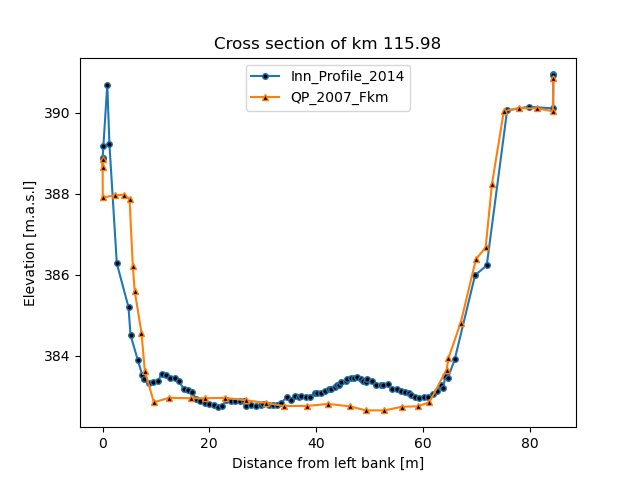 Cross section of km 115.98
Inn_Profile_2014
QP_2007_Fkm
Elevation [m.a.s.l]
390
388
386
384
0 20 40 60 80
Distance from left bank [m]